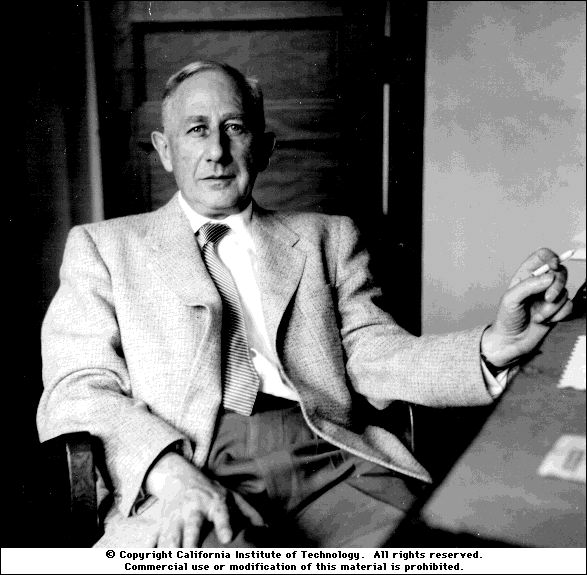 © Copyright California Institute of Technology. All rights reserved.
Commercial use or modification of this material is prohibited.